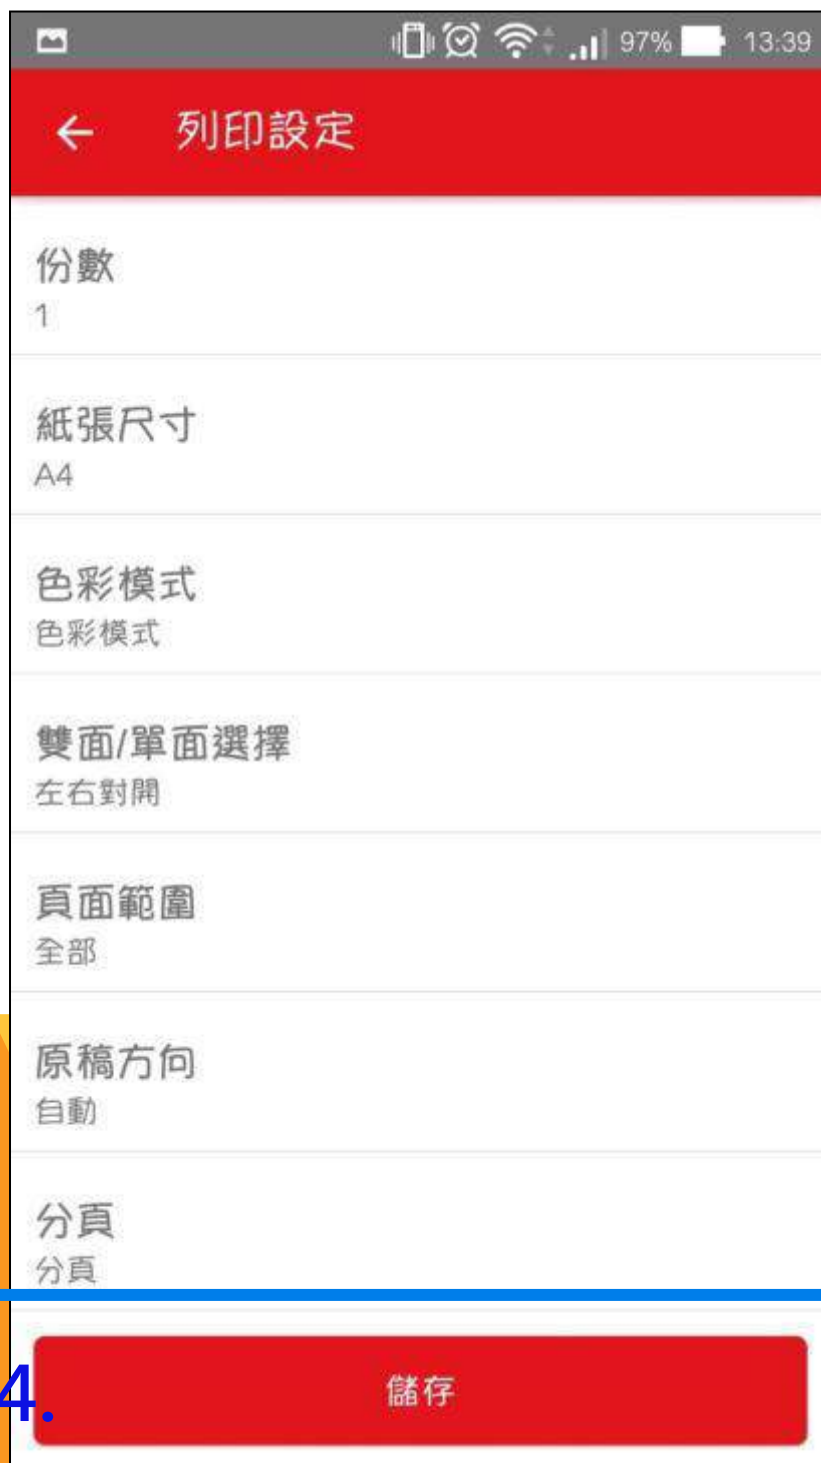 97% 13:39
列印設定
份數
1
紙張尺寸
A4
色彩模式
色彩模式
雙面/單面選擇
左右對開
頁面範圍
全部
原稿方向
自動
分頁
分頁
4.
儲存